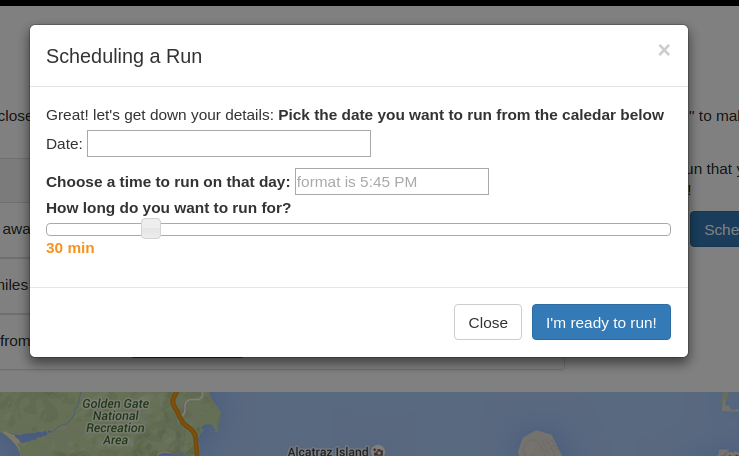 Scheduling a Run
×
Great! let's get down your details: Pick the date you want to run from the caledar below
Date:
Choose a time to run on that day: format is 5:45 PM
How long do you want to run for?
30 min
Close I'm ready to run!
close
" to
un that
!
Sche
awa
from
Golden Gate
National
Recreation
Area
Alcatraz Island